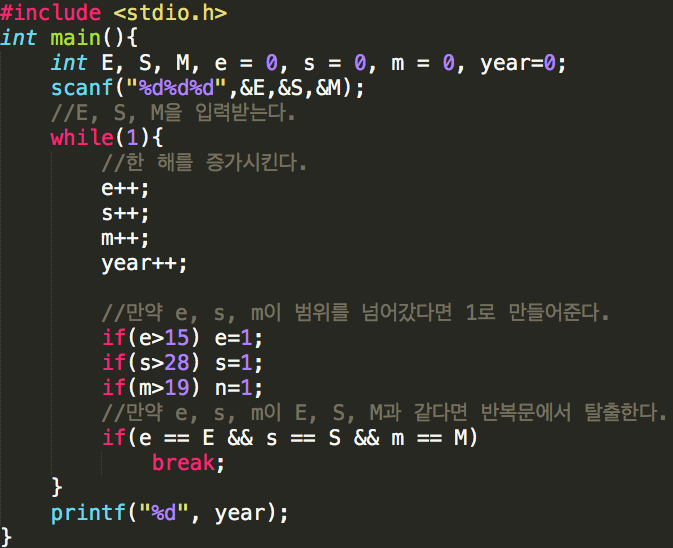 #include <stdio.h>
int main(){
    int E, S, M, e = 0, s = 0, m = 0, year=0;
    scanf("%d%d%d",&E,&S,&M);
    //E, S, M을 입력받는다.
    while(1){
        //한 해를 증가시킨다.
        e++;
        s++;
        m++;
        year++;

        //만약 e, s, m이 범위를 넘어갔다면 1로 만들어준다.
        if(e>15) e=1;
        if(s>28) s=1;
        if(m>19) n=1;
        //만약 e, s, m이 E, S, M과 같다면 반복문에서 탈출한다.
        if(e == E && s == S && m == M)
            break;
    }
    printf("%d", year);
}